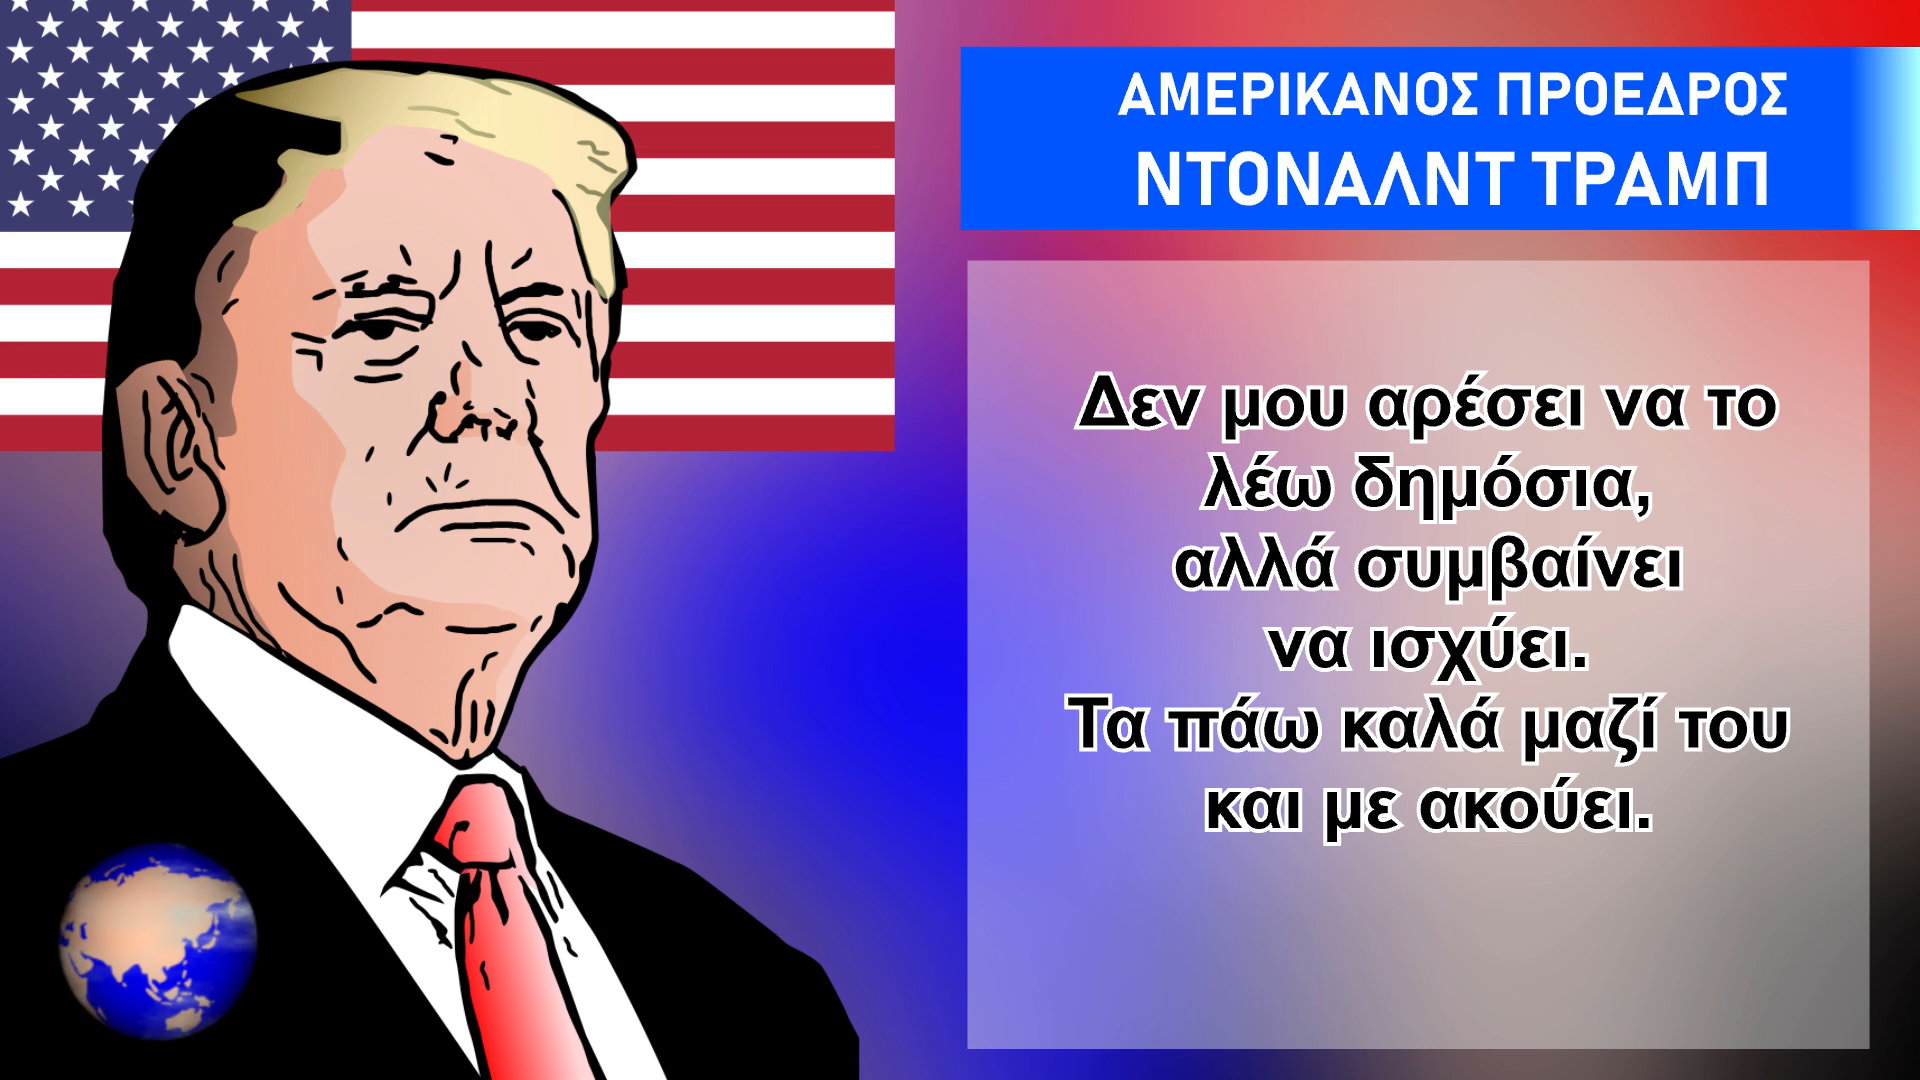 ΑΜΕΡΙΚΑΝΟΣ ΠΡΟΕΔΡΟΣ
ΝΤΟΝΑΛΝΤ ΤΡΑΜΠ
Δεν μου αρέσει να το
λέω δημόσια,
αλλά συμβαίνει
να ισχύει.
Τα πάω καλά μαζί του
και με ακούει.